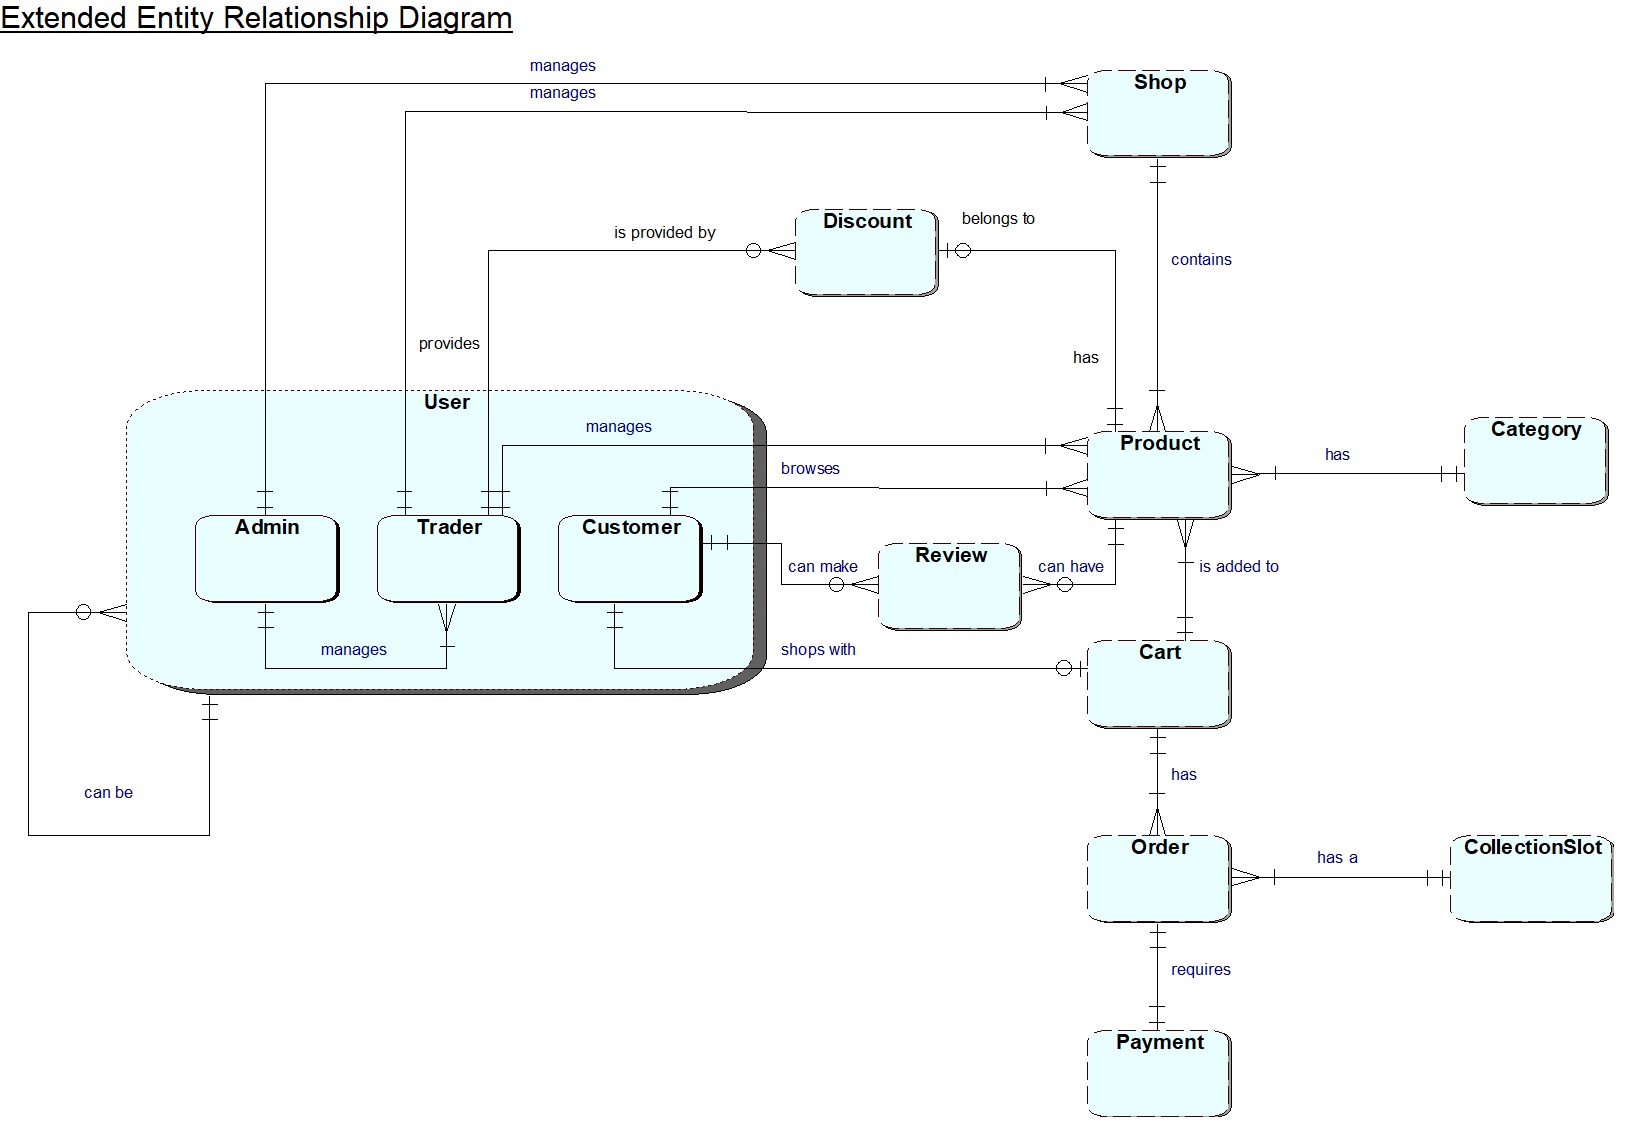 Extended Entity Relationship Diagram
manages
Shop
manages
Discount
belongs to
is provided by
contains
provides
has
User
manages
Product
Category
browses
has
Admin
Trader
Customer
Review
can make
can have
is added to
manages
shops with
Cart
has
can be
Order
CollectionSlot
has a
requires
Payment